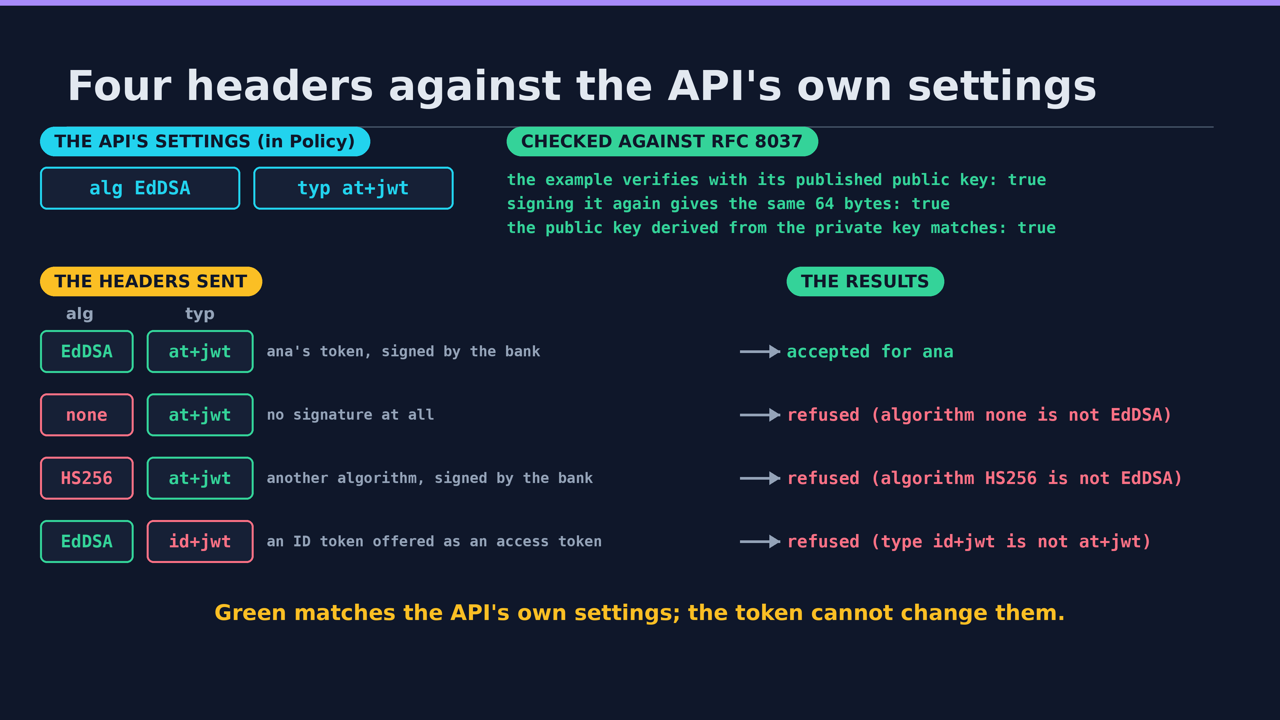 Four headers against the API's own settings
THE API'S SETTINGS (in Policy)
alg EdDSA
typ at+jwt
CHECKED AGAINST RFC 8037
the example verifies with its published public key: true
signing it again gives the same 64 bytes: true
the public key derived from the private key matches: true
THE HEADERS SENT
THE RESULTS
alg typ
EdDSA at+jwt ana's token, signed by the bank accepted for ana
none at+jwt no signature at all refused (algorithm none is not EdDSA)
HS256 at+jwt another algorithm, signed by the bank refused (algorithm HS256 is not EdDSA)
EdDSA id+jwt an ID token offered as an access token refused (type id+jwt is not at+jwt)
Green matches the API's own settings; the token cannot change them.